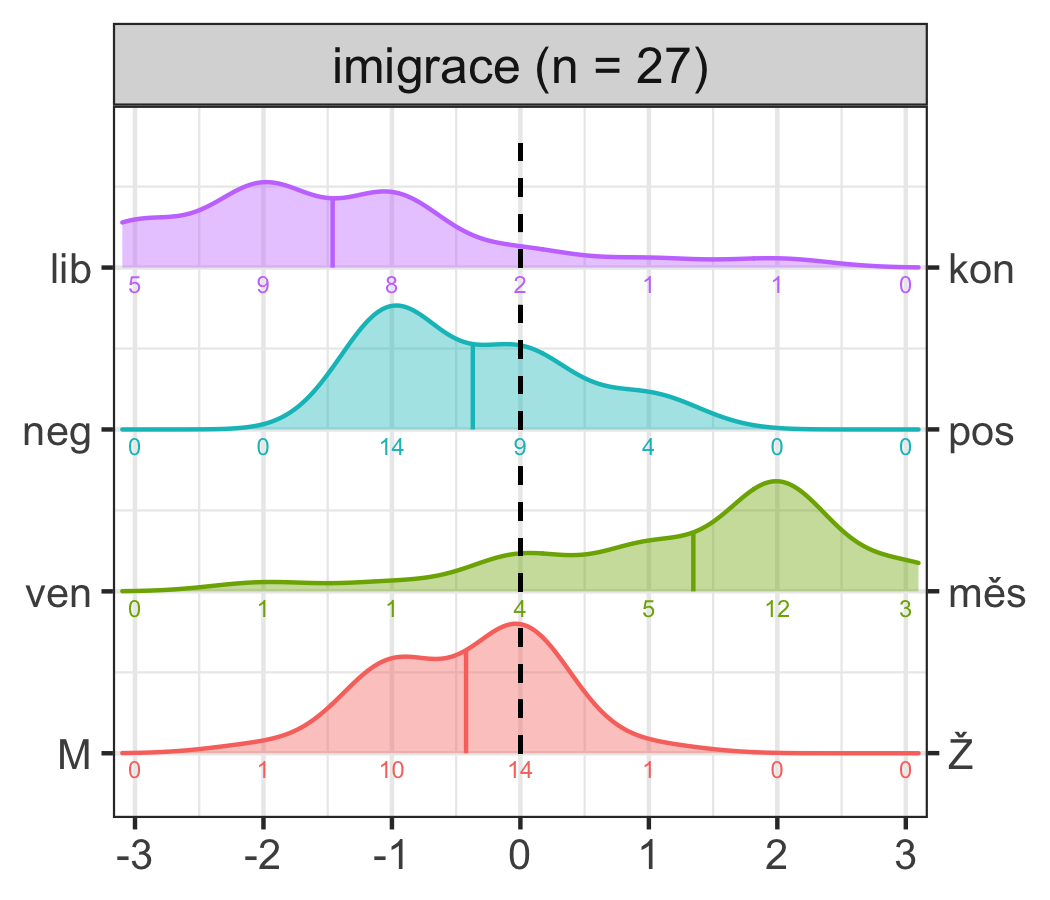 imigrace (n = 27)
lib kon
5 9 8 2 1 1 0
neg pos
0 0 14 9 4 0 0
ven měs
0 1 1 4 5 12 3
M Ž
0 1 10 14 1 0 0
-3 -2 -1 0 1 2 3